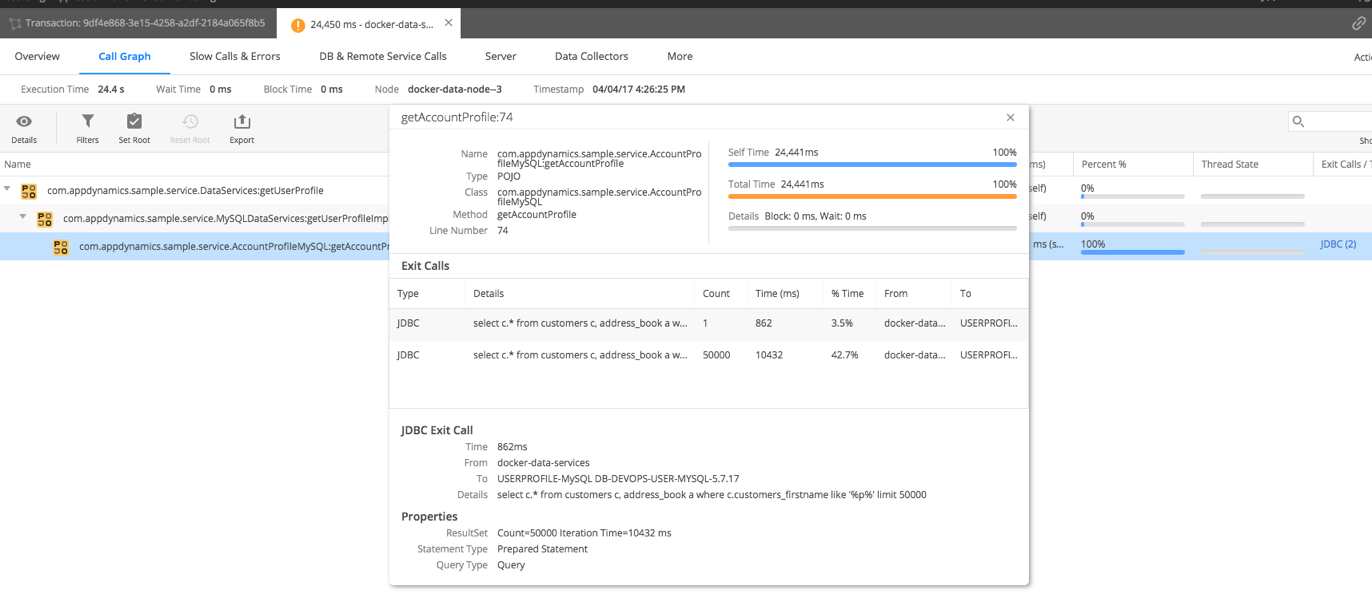 Transaction: 9df4e868-3e15-4258-a2df-2184a065f8b5
24,450 ms - docker-data-s...
Overview Call Graph Slow Calls & Errors DB & Remote Service Calls Server Data Collectors More
Execution Time 24.4 s Wait Time 0 ms Block Time 0 ms Node docker-data-node--3 Timestamp 04/04/17 4:26:25 PM
Details Filters Set Root Reset Root Export
Name Percent % Thread State Exit Calls /
com.appdynamics.sample.service.DataServices:getUserProfile 0%
com.appdynamics.sample.service.MySQLDataServices:getUserProfileImp 0%
com.appdynamics.sample.service.AccountProfileMySQL:getAccountPr ms (s... 100% JDBC (2)
getAccountProfile:74
Name com.appdynamics.sample.service.AccountPro
fileMySQL:getAccountProfile
Type POJO
Class com.appdynamics.sample.service.AccountPro
fileMySQL
Method getAccountProfile
Line Number 74
Self Time 24,441ms 100%
Total Time 24,441ms 100%
Details Block: 0 ms, Wait: 0 ms
Exit Calls
Type Details Count Time (ms) % Time From To
JDBC select c.* from customers c, address_book a w... 1 862 3.5% docker-data... USERPROFI...
JDBC select c.* from customers c, address_book a w... 50000 10432 42.7% docker-data... USERPROFI...
JDBC Exit Call
Time 862ms
From docker-data-services
To USERPROFILE-MySQL DB-DEVOPS-USER-MYSQL-5.7.17
Details select c.* from customers c, address_book a where c.customers_firstname like '%p%' limit 50000
Properties
ResultSet Count=50000 Iteration Time=10432 ms
Statement Type Prepared Statement
Query Type Query